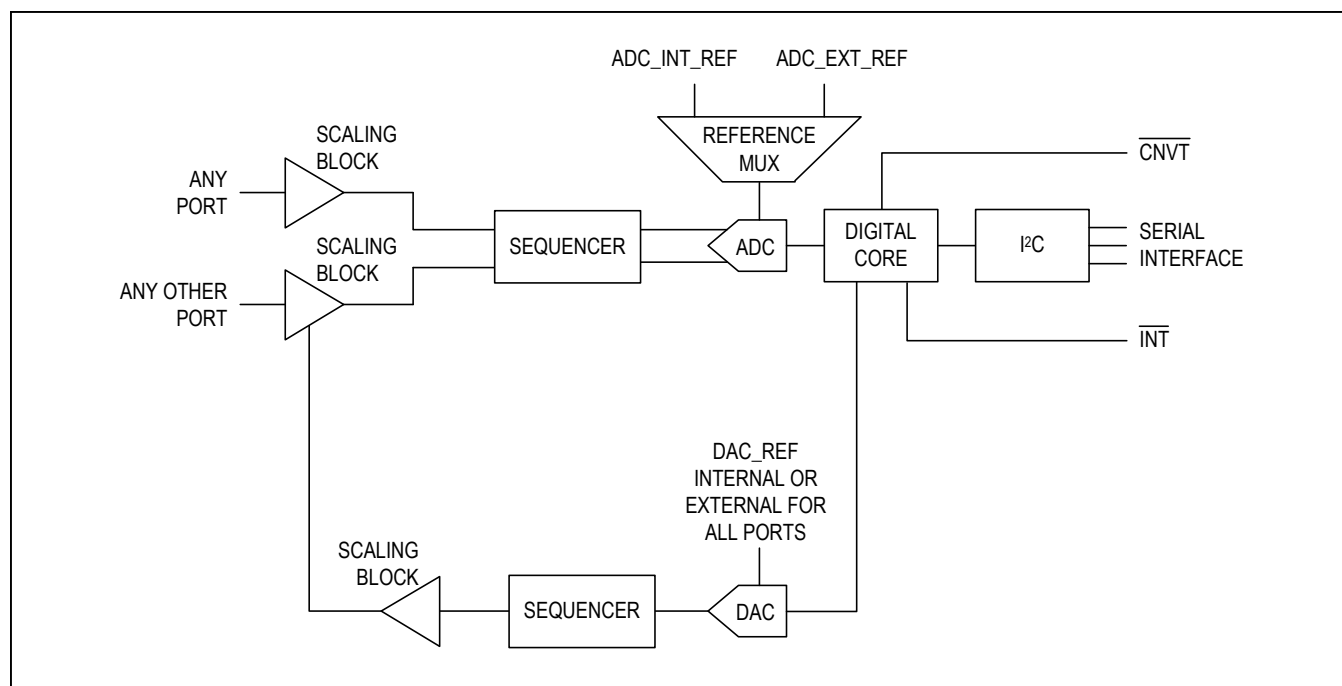 ADC_INT_REF
ADC_EXT_REF
SCALING
BLOCK
REFERENCE
MUX
CNVT
ANY
PORT
SEQUENCER
ADC
DIGITAL
CORE
I²C
SERIAL
INTERFACE
SCALING
BLOCK
ANY OTHER
PORT
INT
DAC_REF
INTERNAL OR
EXTERNAL FOR
ALL PORTS
SCALING
BLOCK
SEQUENCER
DAC